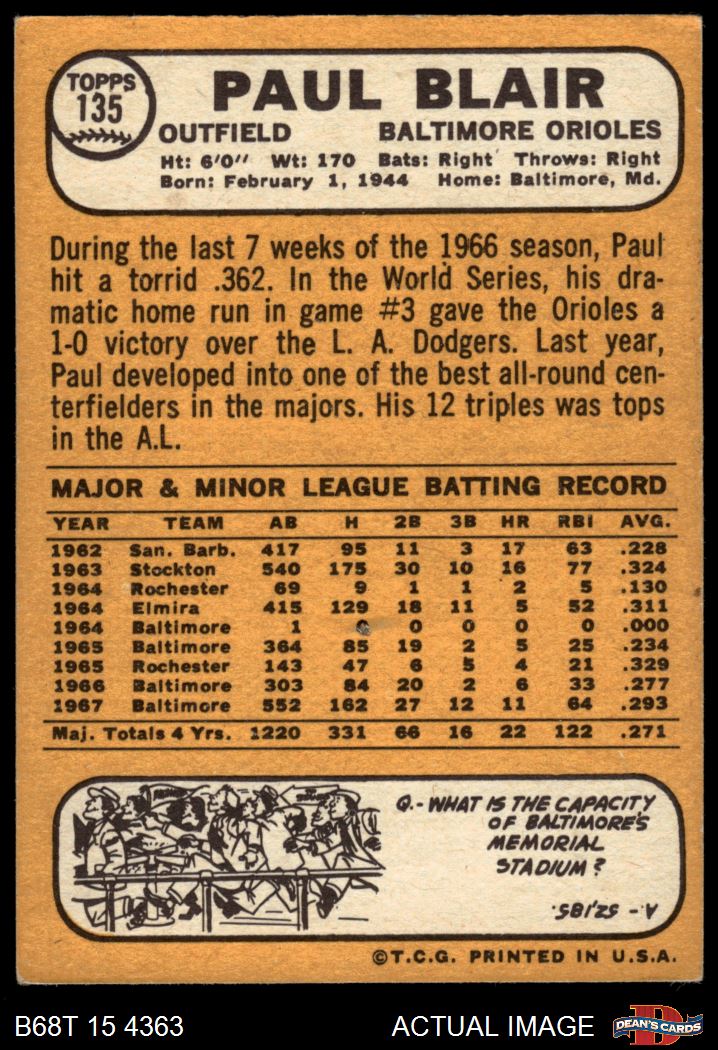 TOPPS
135
PAUL BLAIR
OUTFIELD BALTIMORE ORIOLES
Ht: 6'0" Wt: 170 Bats: Right Throws: Right
Born: February 1, 1944 Home: Baltimore, Md.
During the last 7 weeks of the 1966 season, Paul
hit a torrid .362. In the World Series, his dra-
matic home run in game #3 gave the Orioles a
1-0 victory over the L. A. Dodgers. Last year,
Paul developed into one of the best all-round cen-
terfielders in the majors. His 12 triples was tops
in the A.L.
MAJOR & MINOR LEAGUE BATTING RECORD
YEAR TEAM AB H 2B 3B HR RBI AVG.
1962 San. Barb. 417 95 11 3 17 63 .228
1963 Stockton 540 175 30 10 16 77 .324
1964 Rochester 69 9 1 1 2 5 .130
1964 Elmira 415 129 18 11 5 52 .311
1964 Baltimore 1 0 0 0 0 0 .000
1965 Baltimore 364 85 19 2 5 25 .234
1965 Rochester 143 47 6 5 4 21 .329
1966 Baltimore 303 84 20 2 6 33 .277
1967 Baltimore 552 162 27 12 11 64 .293
Maj. Totals 4 Yrs. 1220 331 66 16 22 122 .271
Q.- WHAT IS THE CAPACITY
OF BALTIMORE'S
MEMORIAL
STADIUM?
A - 52,185.
©T.C.G. PRINTED IN U.S.A.
B68T 15 4363 ACTUAL IMAGE DEAN'S CARDS